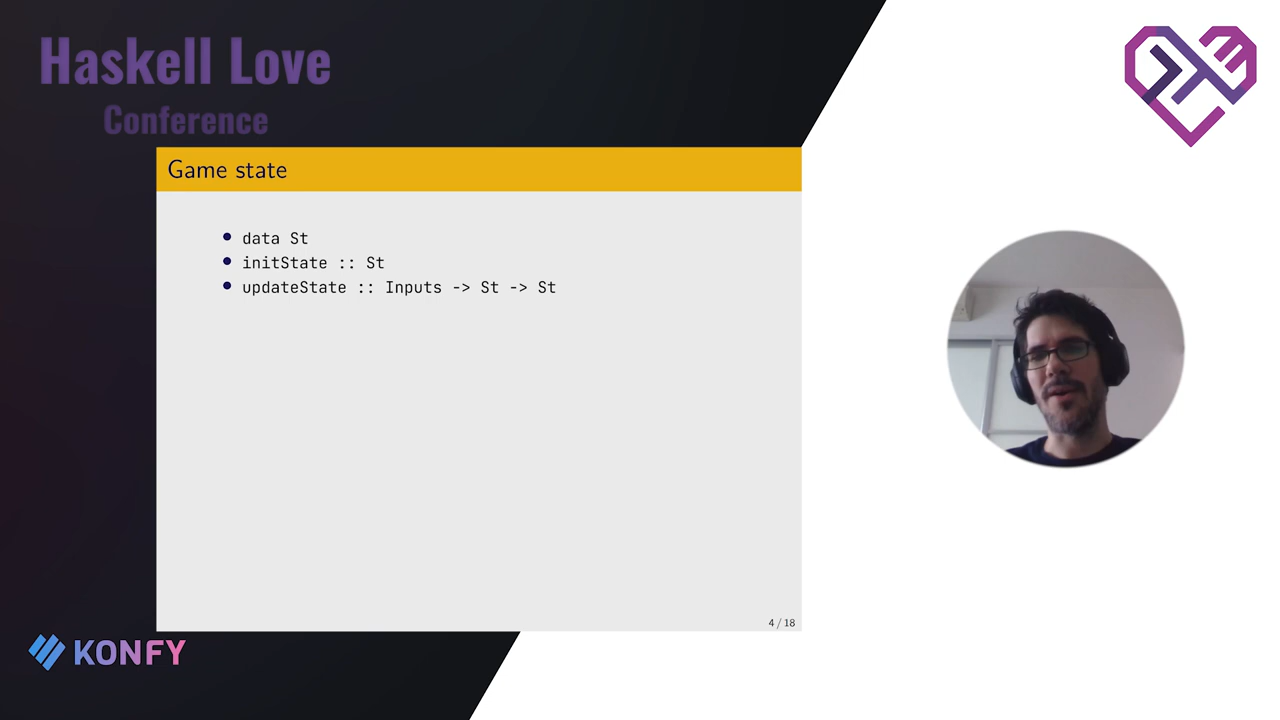 Haskell Love
Conference
Game state
• data St
• initState :: St
• updateState :: Inputs -> St -> St
4 / 18
KONFY